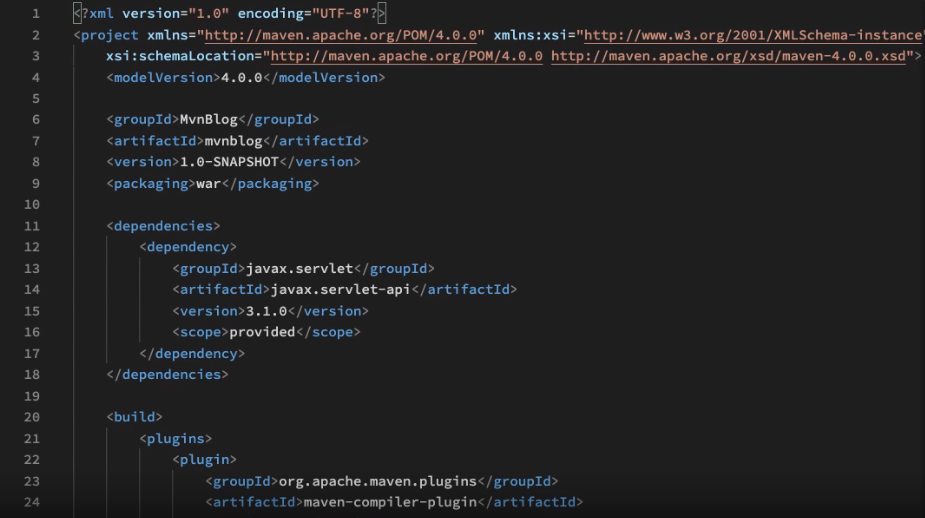 1 <?xml version="1.0" encoding="UTF-8"?>
2 <project xmlns="http://maven.apache.org/POM/4.0.0" xmlns:xsi="http://www.w3.org/2001/XMLSchema-instance"
3 xsi:schemaLocation="http://maven.apache.org/POM/4.0.0 http://maven.apache.org/xsd/maven-4.0.0.xsd">
4 <modelVersion>4.0.0</modelVersion>
5
6 <groupId>MvnBlog</groupId>
7 <artifactId>mvnblog</artifactId>
8 <version>1.0-SNAPSHOT</version>
9 <packaging>war</packaging>
10
11 <dependencies>
12 <dependency>
13 <groupId>javax.servlet</groupId>
14 <artifactId>javax.servlet-api</artifactId>
15 <version>3.1.0</version>
16 <scope>provided</scope>
17 </dependency>
18 </dependencies>
19
20 <build>
21 <plugins>
22 <plugin>
23 <groupId>org.apache.maven.plugins</groupId>
24 <artifactId>maven-compiler-plugin</artifactId>